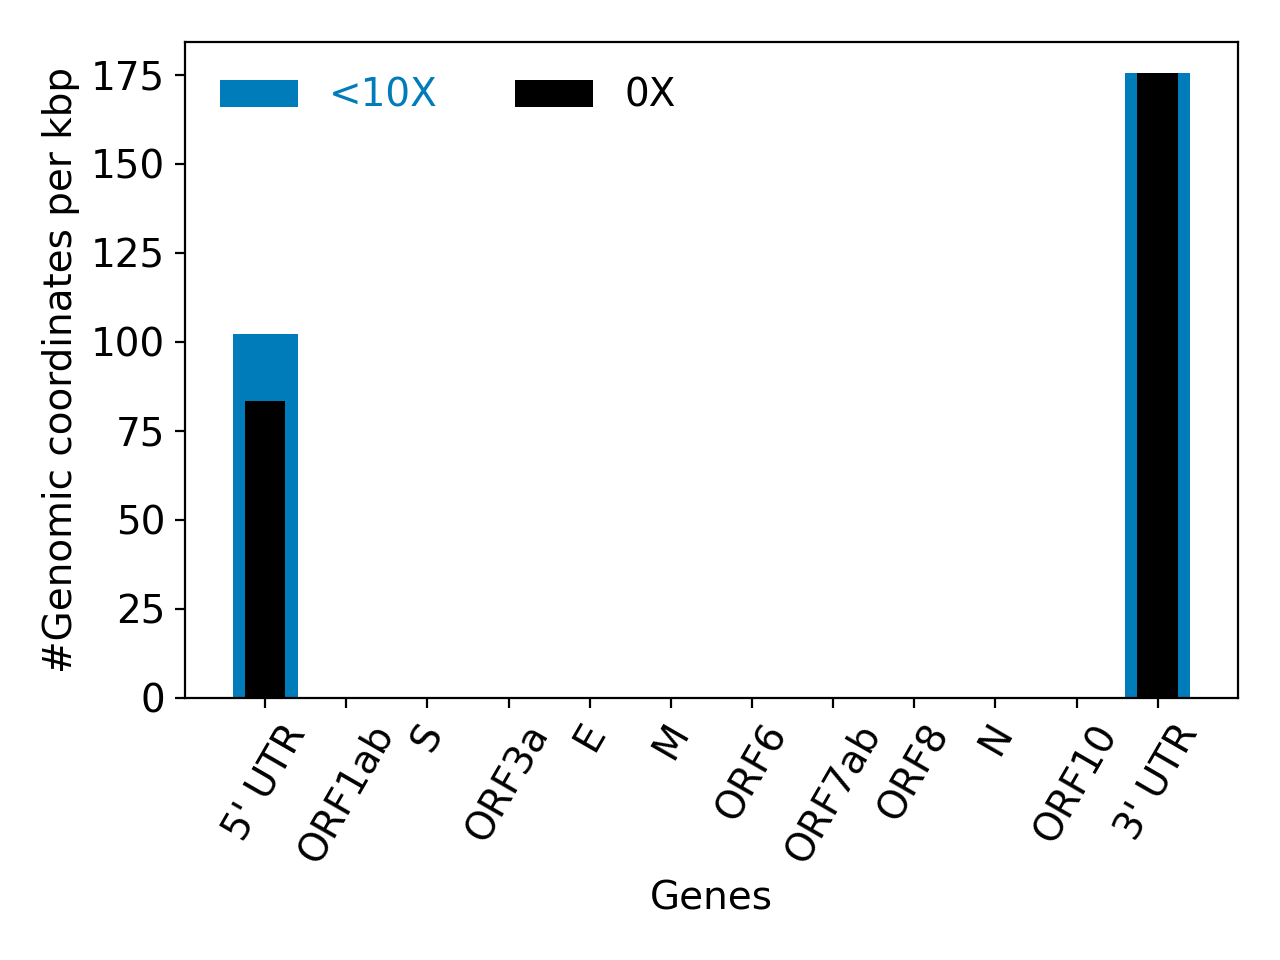 #Genomic coordinates per kbp
175
150
125
100
75
50
25
0
<10X
0X
5' UTR
ORF1ab
S
ORF3a
E
M
ORF6
ORF7ab
ORF8
N
ORF10
3' UTR
Genes